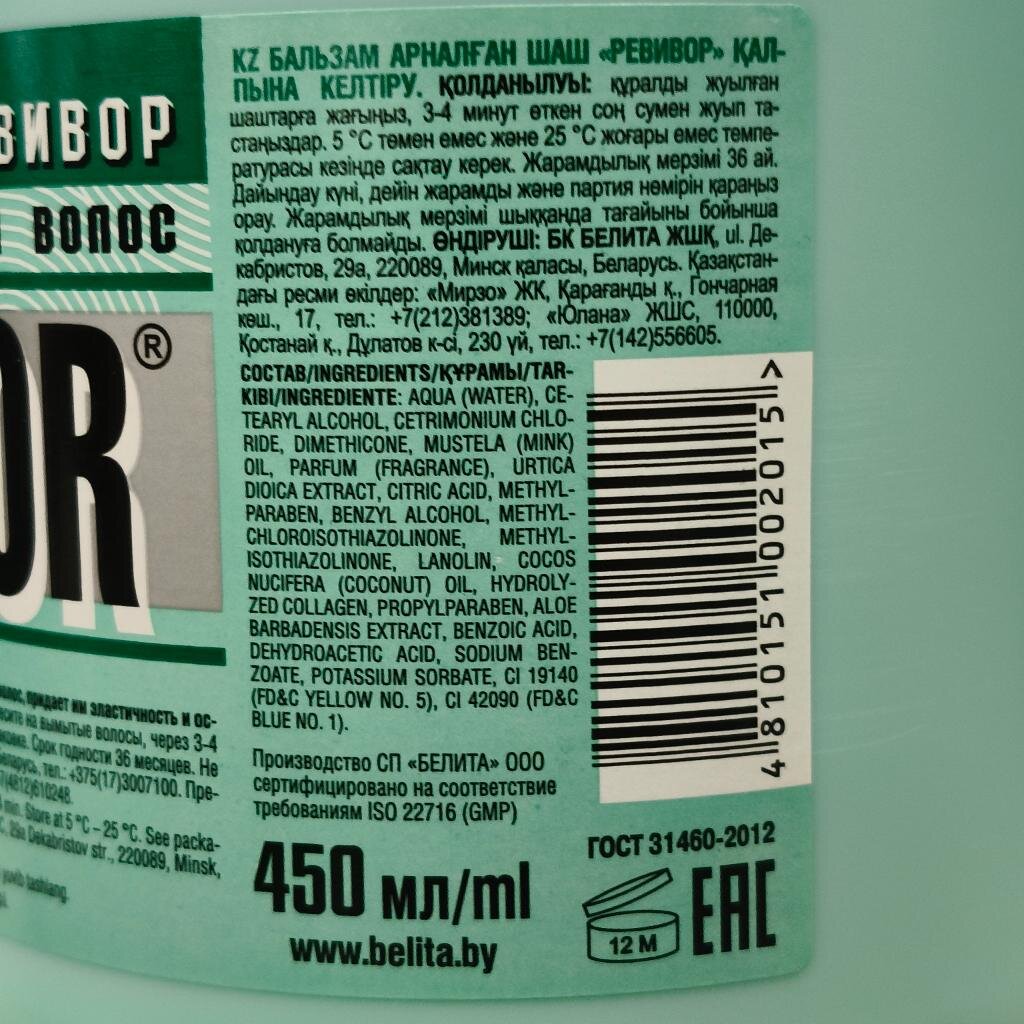 ВИВОР
ВОЛОС
OR®
придает им эластичность и ос-
на вымытые волосы, через 3-4
Срок годности 36 месяцев. Не
тел.: +375(17)3007100. Пре-
min. Store at 5 °C – 25 °C. See packa-
Dekabristov str., 220089, Minsk,
KZ БАЛЬЗАМ АРНАЛҒАН ШАШ «РЕВИВОР» ҚАЛ-
ПЫНА КЕЛТІРУ. ҚОЛДАНЫЛУЫ: құралды жуылған
шаштарға жағыңыз, 3-4 минут өткен соң сумен жуып та-
стаңыздар. 5 °C төмен емес және 25 °C жоғары емес темпе-
ратурасы кезінде сақтау керек. Жарамдылық мерзімі 36 ай.
Дайындау күні, дейін жарамды және партия нөмірін қараңыз
орау. Жарамдылық мерзімі шыққанда тағайыны бойынша
қолдануға болмайды. ӨНДІРУШІ: БК БЕЛИТА ЖШҚ, ul. Де-
кабристов, 29а, 220089, Минск қаласы, Беларусь. Қазақстан-
дағы ресми өкілдер: «Мирзо» ЖК, Қарағанды қ., Гончарная
көш., 17, тел.: +7(212)381389; «Юлана» ЖШС, 110000,
Қостанай қ., Дулатов к-сі, 230 үй, тел.: +7(142)556605.
СОСТАВ/INGREDIENTS/ҚҰРАМЫ/TAR-
KIBI/INGREDIENTE: AQUA (WATER), CE-
TEARYL ALCOHOL, CETRIMONIUM CHLO-
RIDE, DIMETHICONE, MUSTELA (MINK)
OIL, PARFUM (FRAGRANCE), URTICA
DIOICA EXTRACT, CITRIC ACID, METHYL-
PARABEN, BENZYL ALCOHOL, METHYL-
CHLOROISOTHIAZOLINONE, METHYL-
ISOTHIAZOLINONE, LANOLIN, COCOS
NUCIFERA (COCONUT) OIL, HYDROLY-
ZED COLLAGEN, PROPYLPARABEN, ALOE
BARBADENSIS EXTRACT, BENZOIC ACID,
DEHYDROACETIC ACID, SODIUM BEN-
ZOATE, POTASSIUM SORBATE, CI 19140
(FD&C YELLOW NO. 5), CI 42090 (FD&C
BLUE NO. 1).
4 810151 002015 >
Производство СП «БЕЛИТА» ООО
сертифицировано на соответствие
требованиям ISO 22716 (GMP)
450 мл/ml
www.belita.by
ГОСТ 31460-2012
12 M
EAC